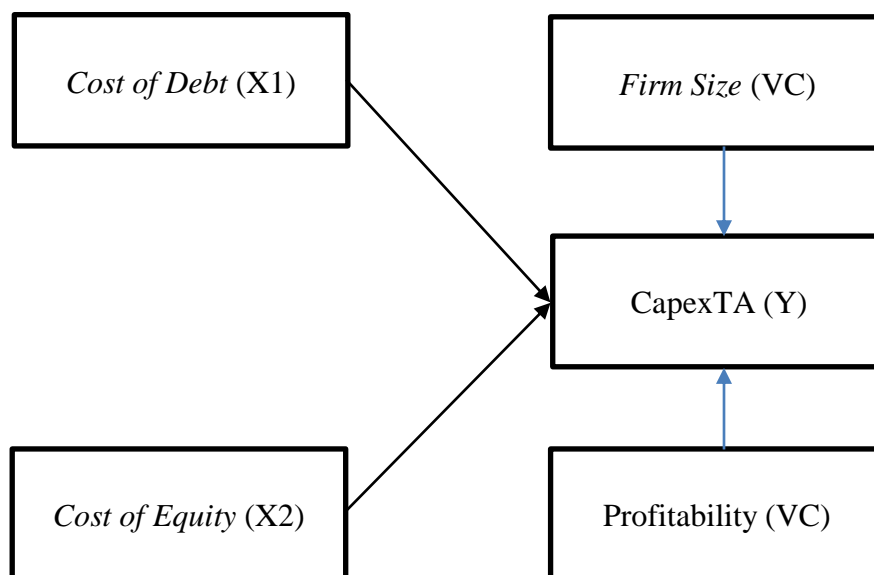 Cost of Debt (X1)
Firm Size (VC)
CapexTA (Y)
Cost of Equity (X2)
Profitability (VC)